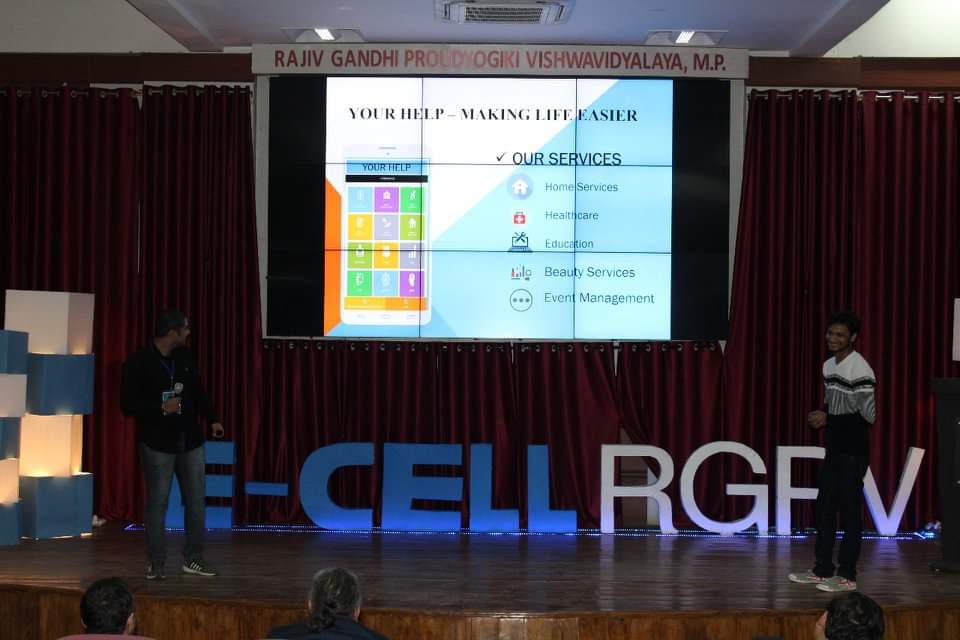 RAJIV GANDHI PROUDYOGIKI VISHWAVIDYALAYA, M.P.
YOUR HELP – MAKING LIFE EASIER
YOUR HELP
✓ OUR SERVICES
Home Services
Healthcare
Education
Beauty Services
Event Management
E-CELL RGPV